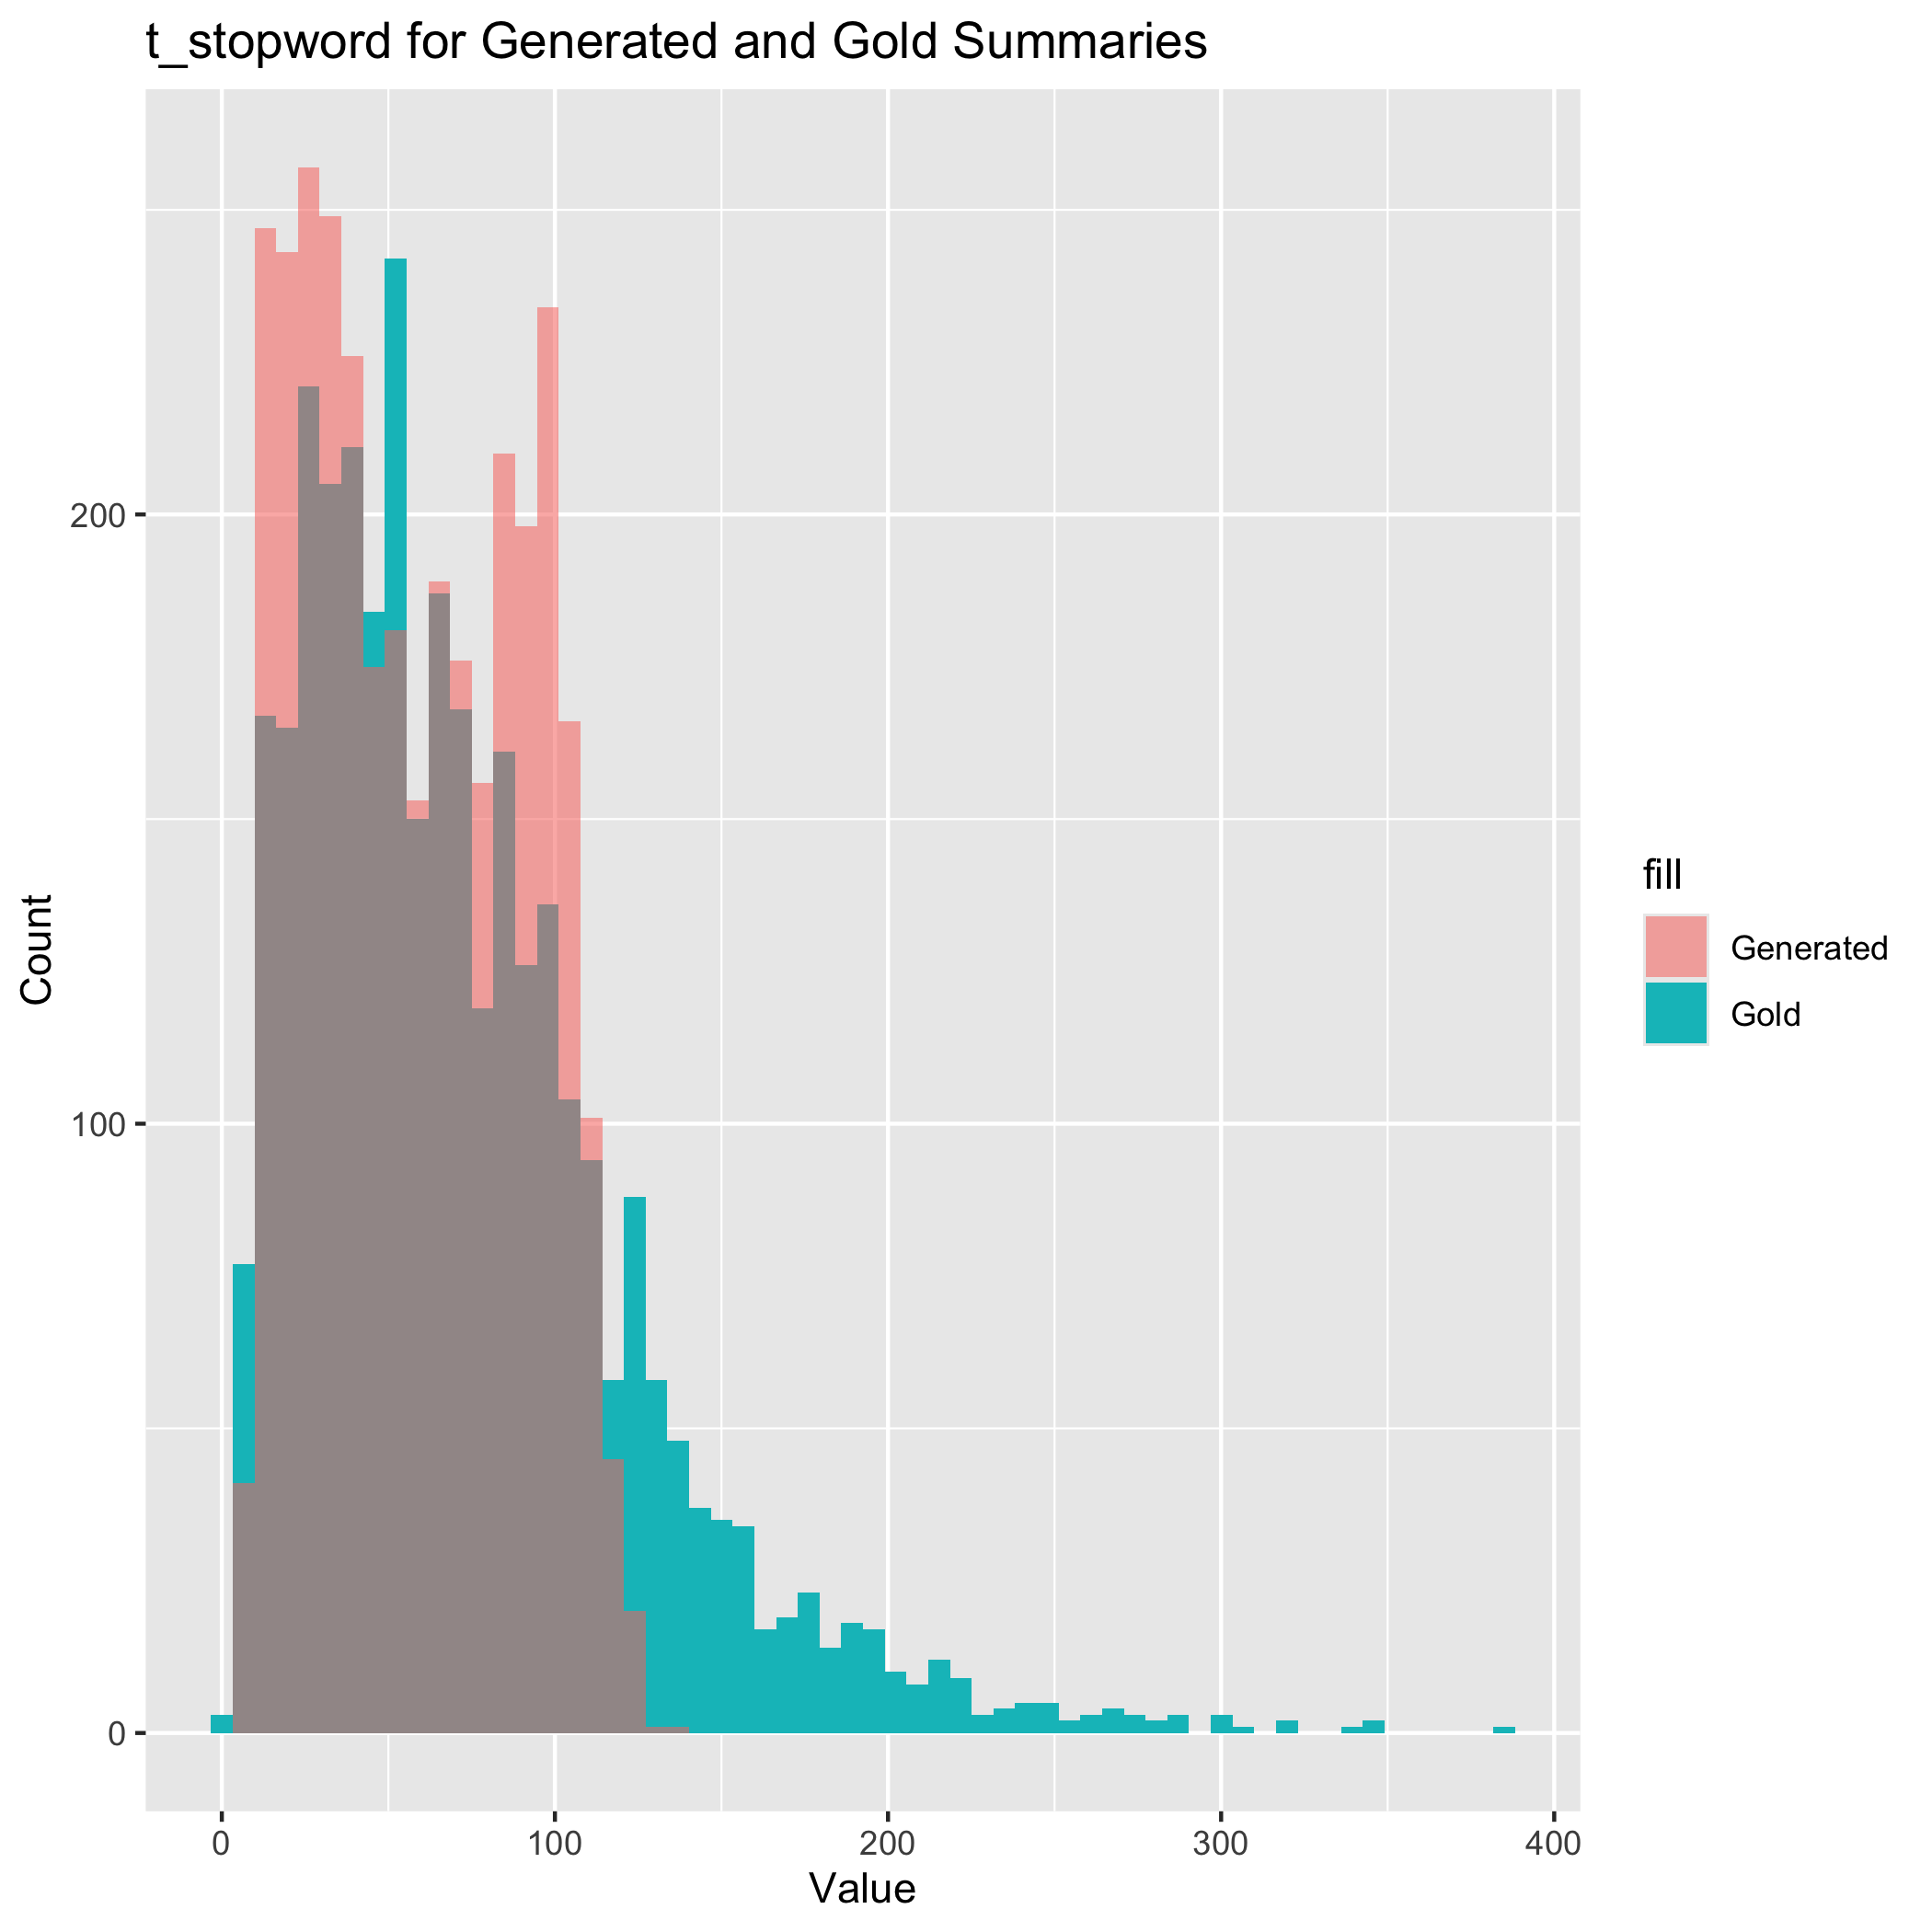 t_stopword for Generated and Gold Summaries
200
100
0
Count
0 100 200 300 400
Value
fill
Generated
Gold